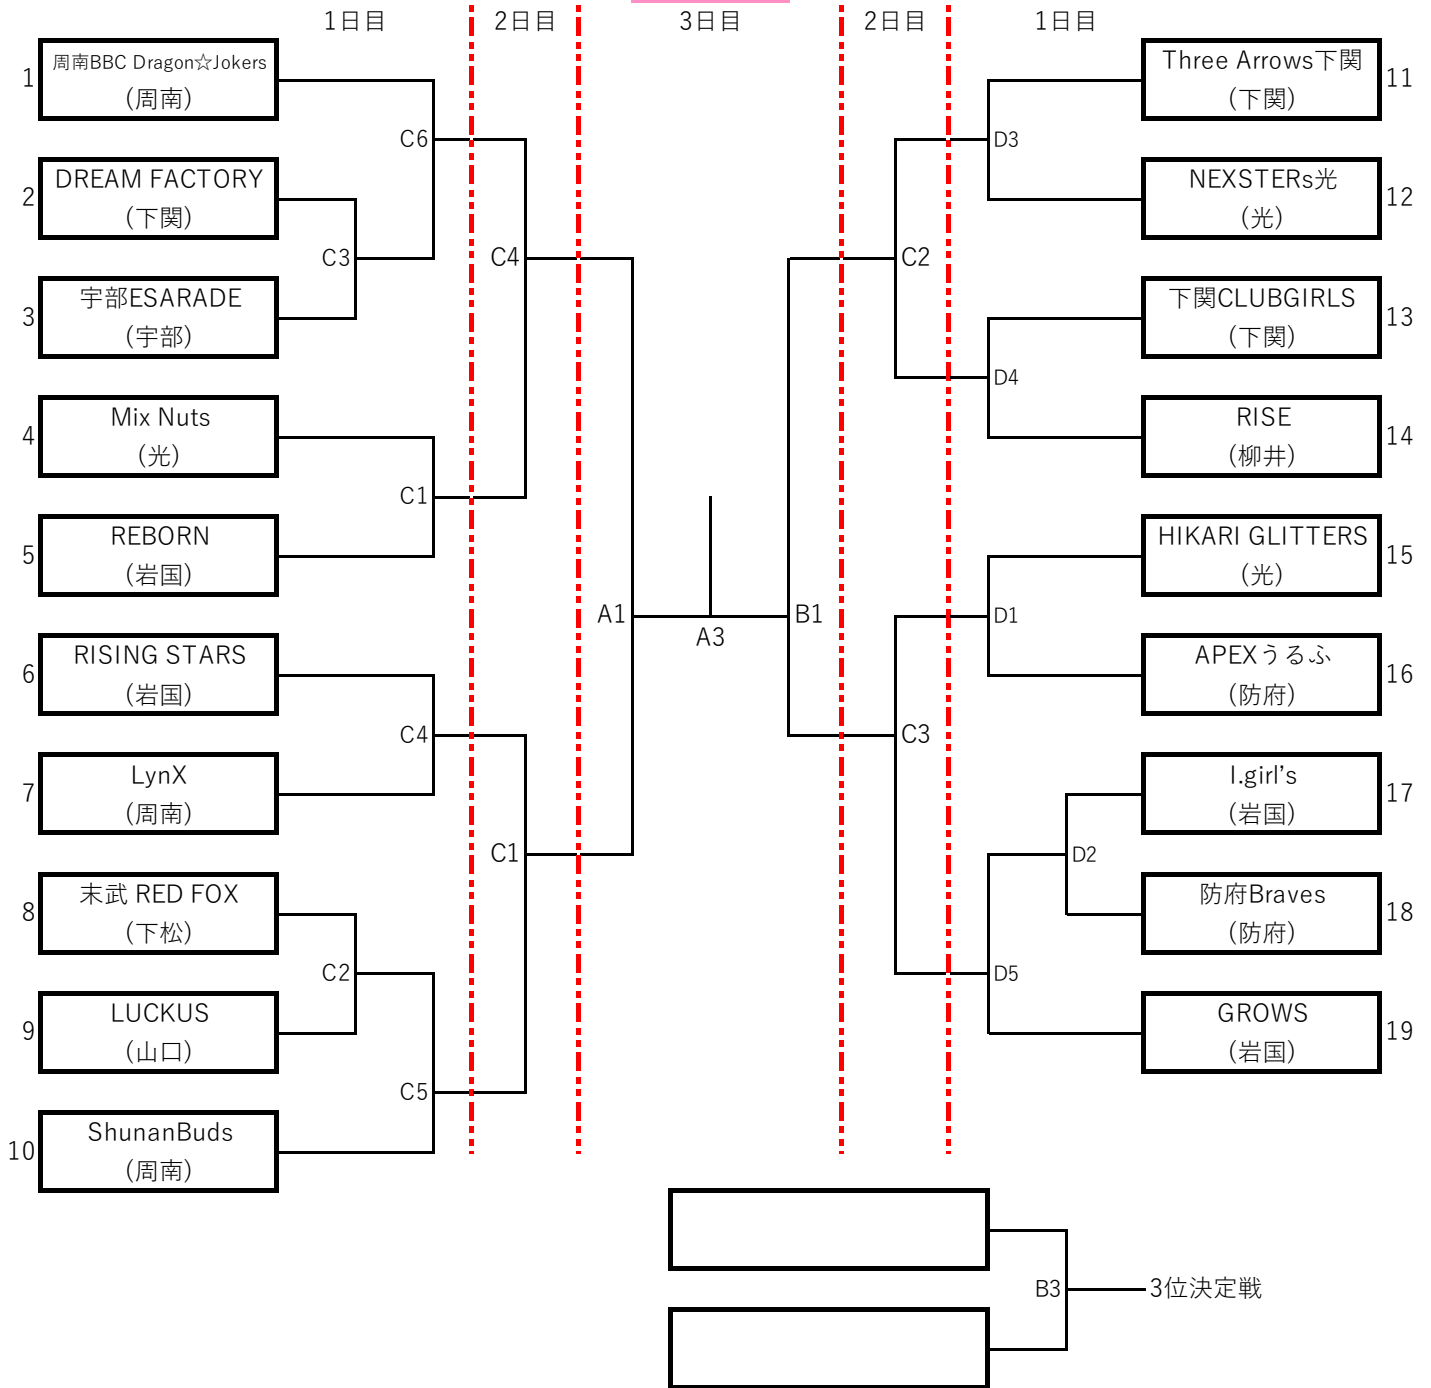 1日目 2日目 3日目 2日目 1日目
1
周南BBC Dragon☆Jokers
(周南)
2
DREAM FACTORY
(下関)
3
宇部ESARADE
(宇部)
4
Mix Nuts
(光)
5
REBORN
(岩国)
6
RISING STARS
(岩国)
7
LynX
(周南)
8
末武 RED FOX
(下松)
9
LUCKUS
(山口)
10
ShunanBuds
(周南)
C6
C3
C1
C4
C2
C5
C4
C1
A1
A3
B1
C2
C3
D3
D4
D1
D2
D5
Three Arrows下関
(下関)
11
NEXSTERs光
(光)
12
下関CLUBGIRLS
(下関)
13
RISE
(柳井)
14
HIKARI GLITTERS
(光)
15
APEXうるふ
(防府)
16
I.girl's
(岩国)
17
防府Braves
(防府)
18
GROWS
(岩国)
19
B3
3位決定戦